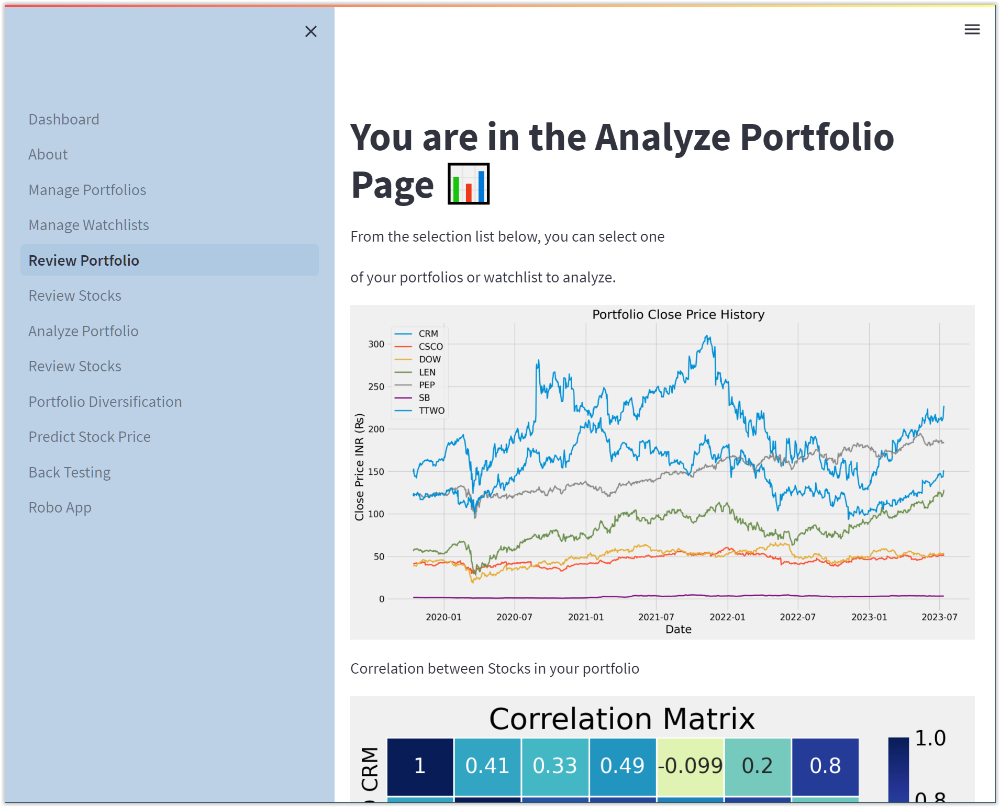 Dashboard
About
Manage Portfolios
Manage Watchlists
Review Portfolio
Review Stocks
Analyze Portfolio
Review Stocks
Portfolio Diversification
Predict Stock Price
Back Testing
Robo App
You are in the Analyze Portfolio
Page
From the selection list below, you can select one
of your portfolios or watchlist to analyze.
Portfolio Close Price History
CRM
CSCO
DOW
LEN
PEP
SB
TTWO
300
250
200
150
100
50
0
Close Price INR (₨)
2020-01 2020-07 2021-01 2021-07 2022-01 2022-07 2023-01 2023-07
Date
Correlation between Stocks in your portfolio
Correlation Matrix
CRM
1 0.41 0.33 0.49 -0.099 0.2 0.8
1.0
0.8